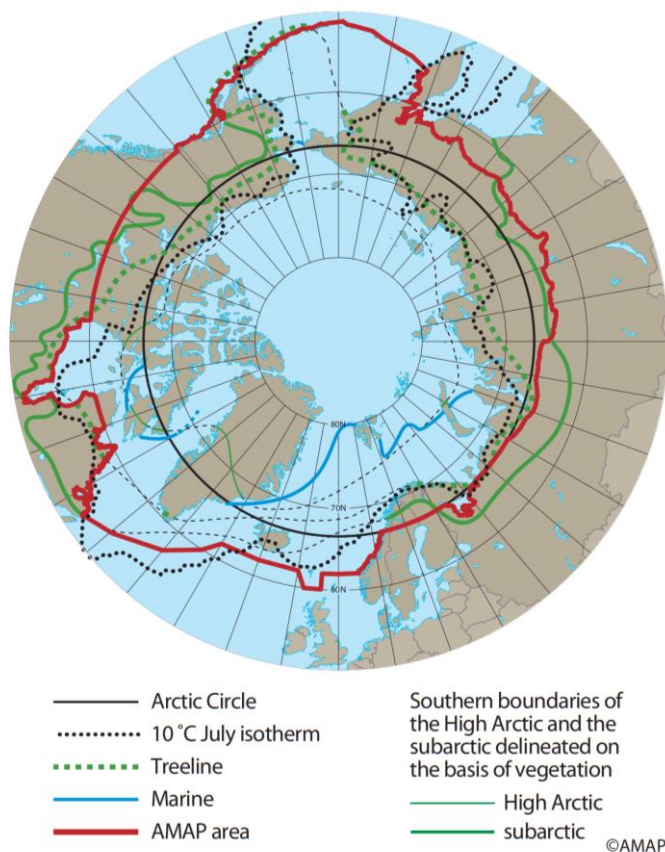 80N
70N
60N
Arctic Circle
10 ˚C July isotherm
Treeline
Marine
AMAP area
Southern boundaries of
the High Arctic and the
subarctic delineated on
the basis of vegetation
High Arctic
subarctic
©AMAP